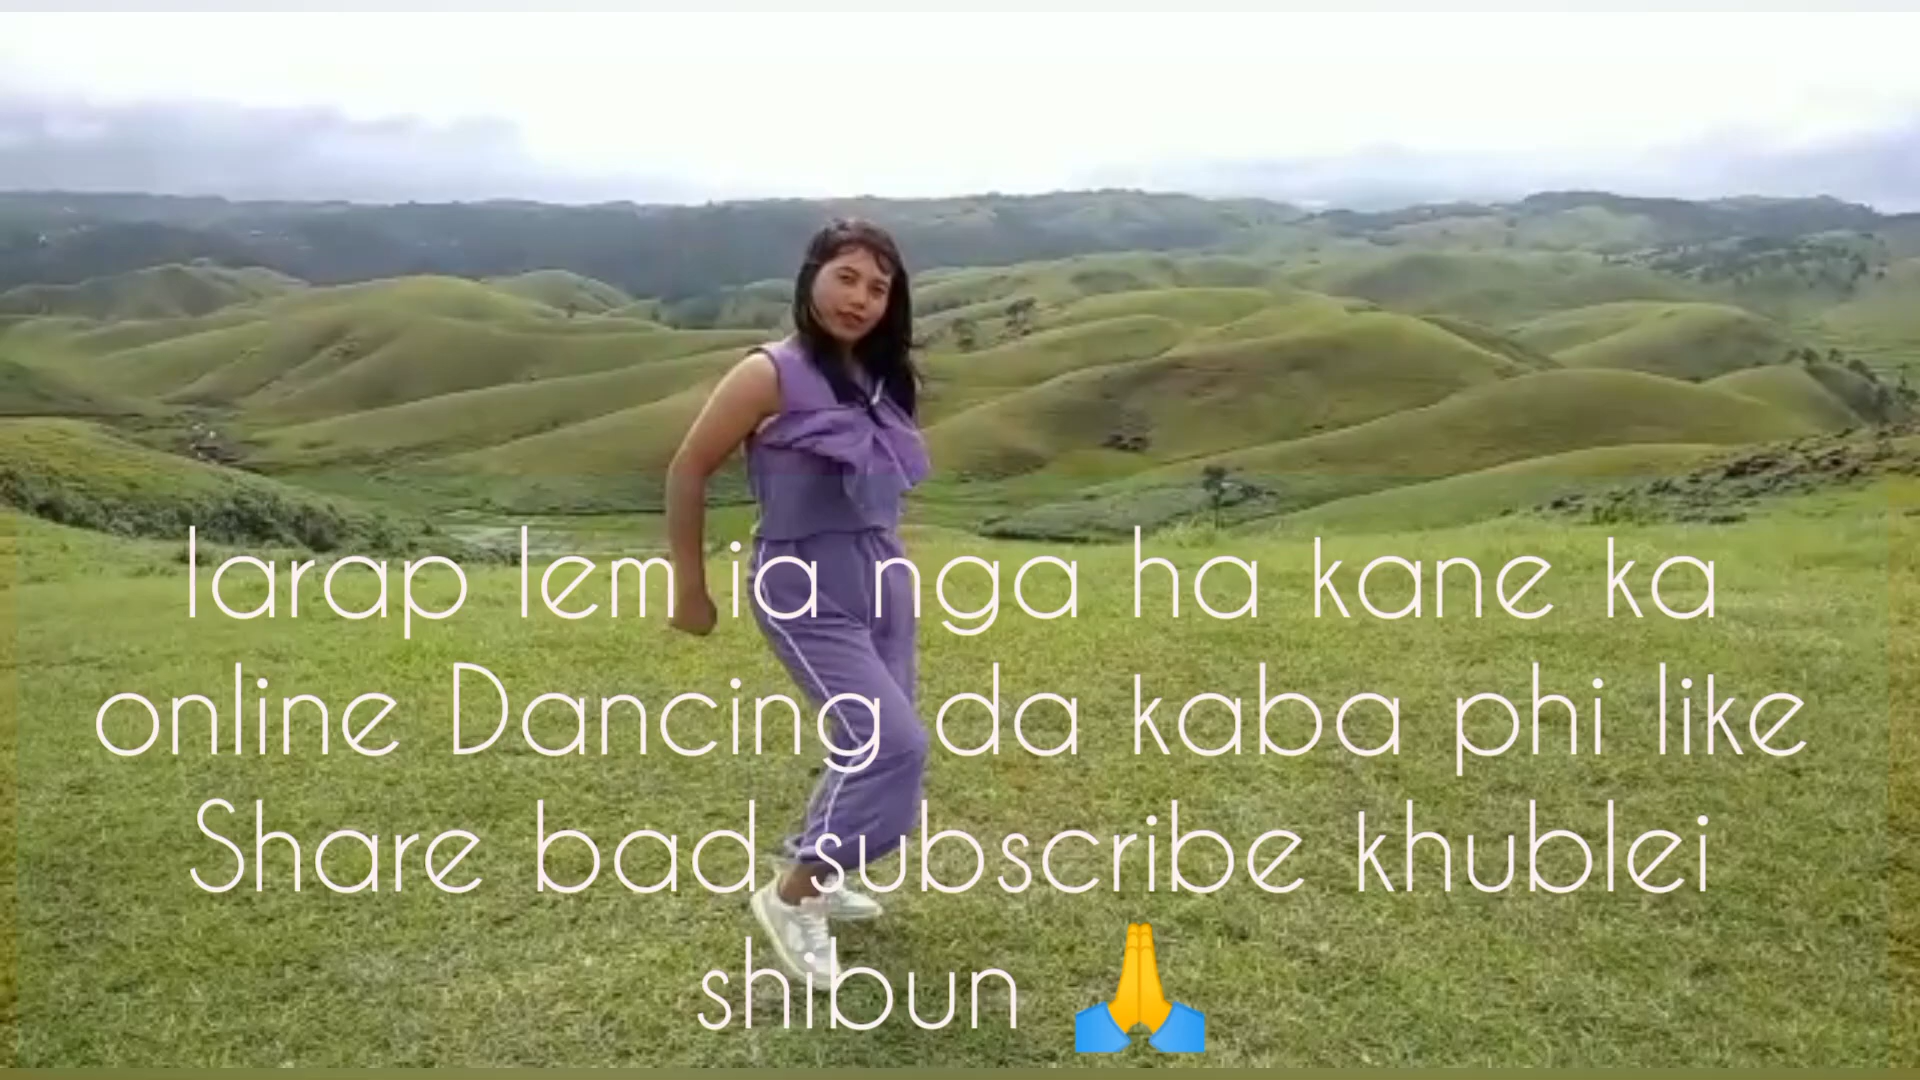 Iarap lem ia nga ha kane ka
online Dancing da kaba phi like
Share bad subscribe khublei
shibun 🙏